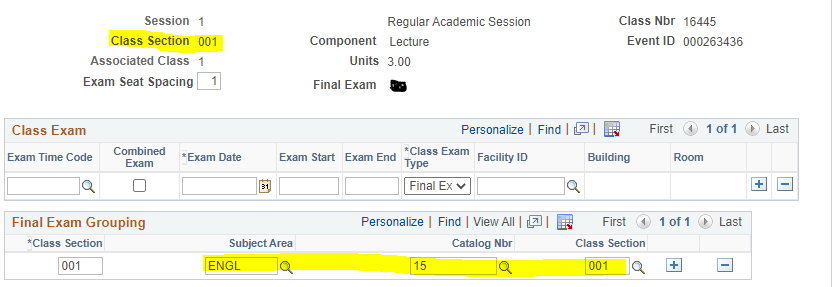 Session 1 Regular Academic Session Class Nbr 16445
Class Section 001 Component Lecture Event ID 000263436
Associated Class 1 Units 3.00
Exam Seat Spacing 1 Final Exam
Class Exam Personalize | Find | First 1 of 1 Last
Exam Time Code Combined Exam *Exam Date Exam Start Exam End *Class Exam Type Facility ID Building Room
31 Final Ex
Final Exam Grouping Personalize | Find | View All | First 1 of 1 Last
*Class Section Subject Area Catalog Nbr Class Section
001 ENGL 15 001